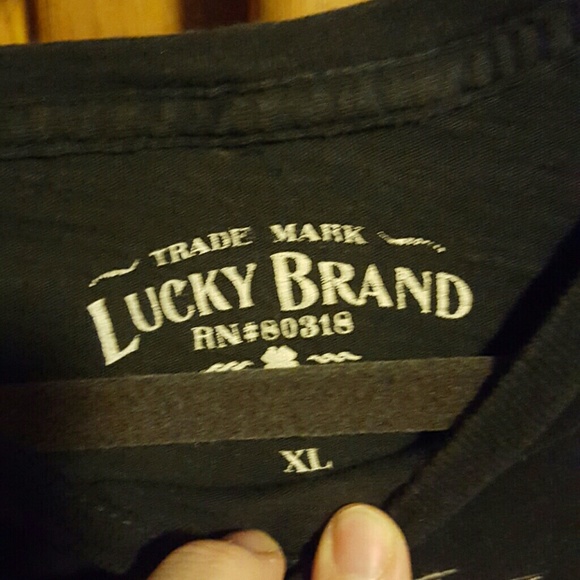 TRADE MARK
LUCKY BRAND
RN#80318
XL